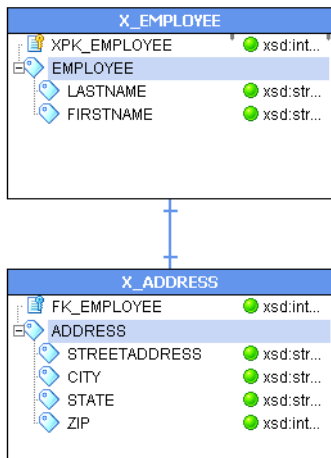 X_EMPLOYEE
XPK_EMPLOYEE xsd:int...
EMPLOYEE
LASTNAME xsd:str...
FIRSTNAME xsd:str...
X_ADDRESS
FK_EMPLOYEE xsd:int...
ADDRESS
STREETADDRESS xsd:str...
CITY xsd:str...
STATE xsd:str...
ZIP xsd:int...